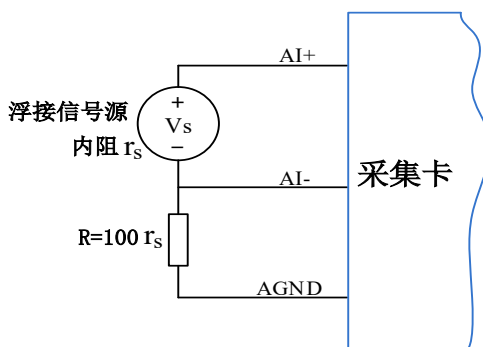 AI+
浮接信号源
内阻 rs
+
Vs
−
AI-
采集卡
R=100 rs
AGND